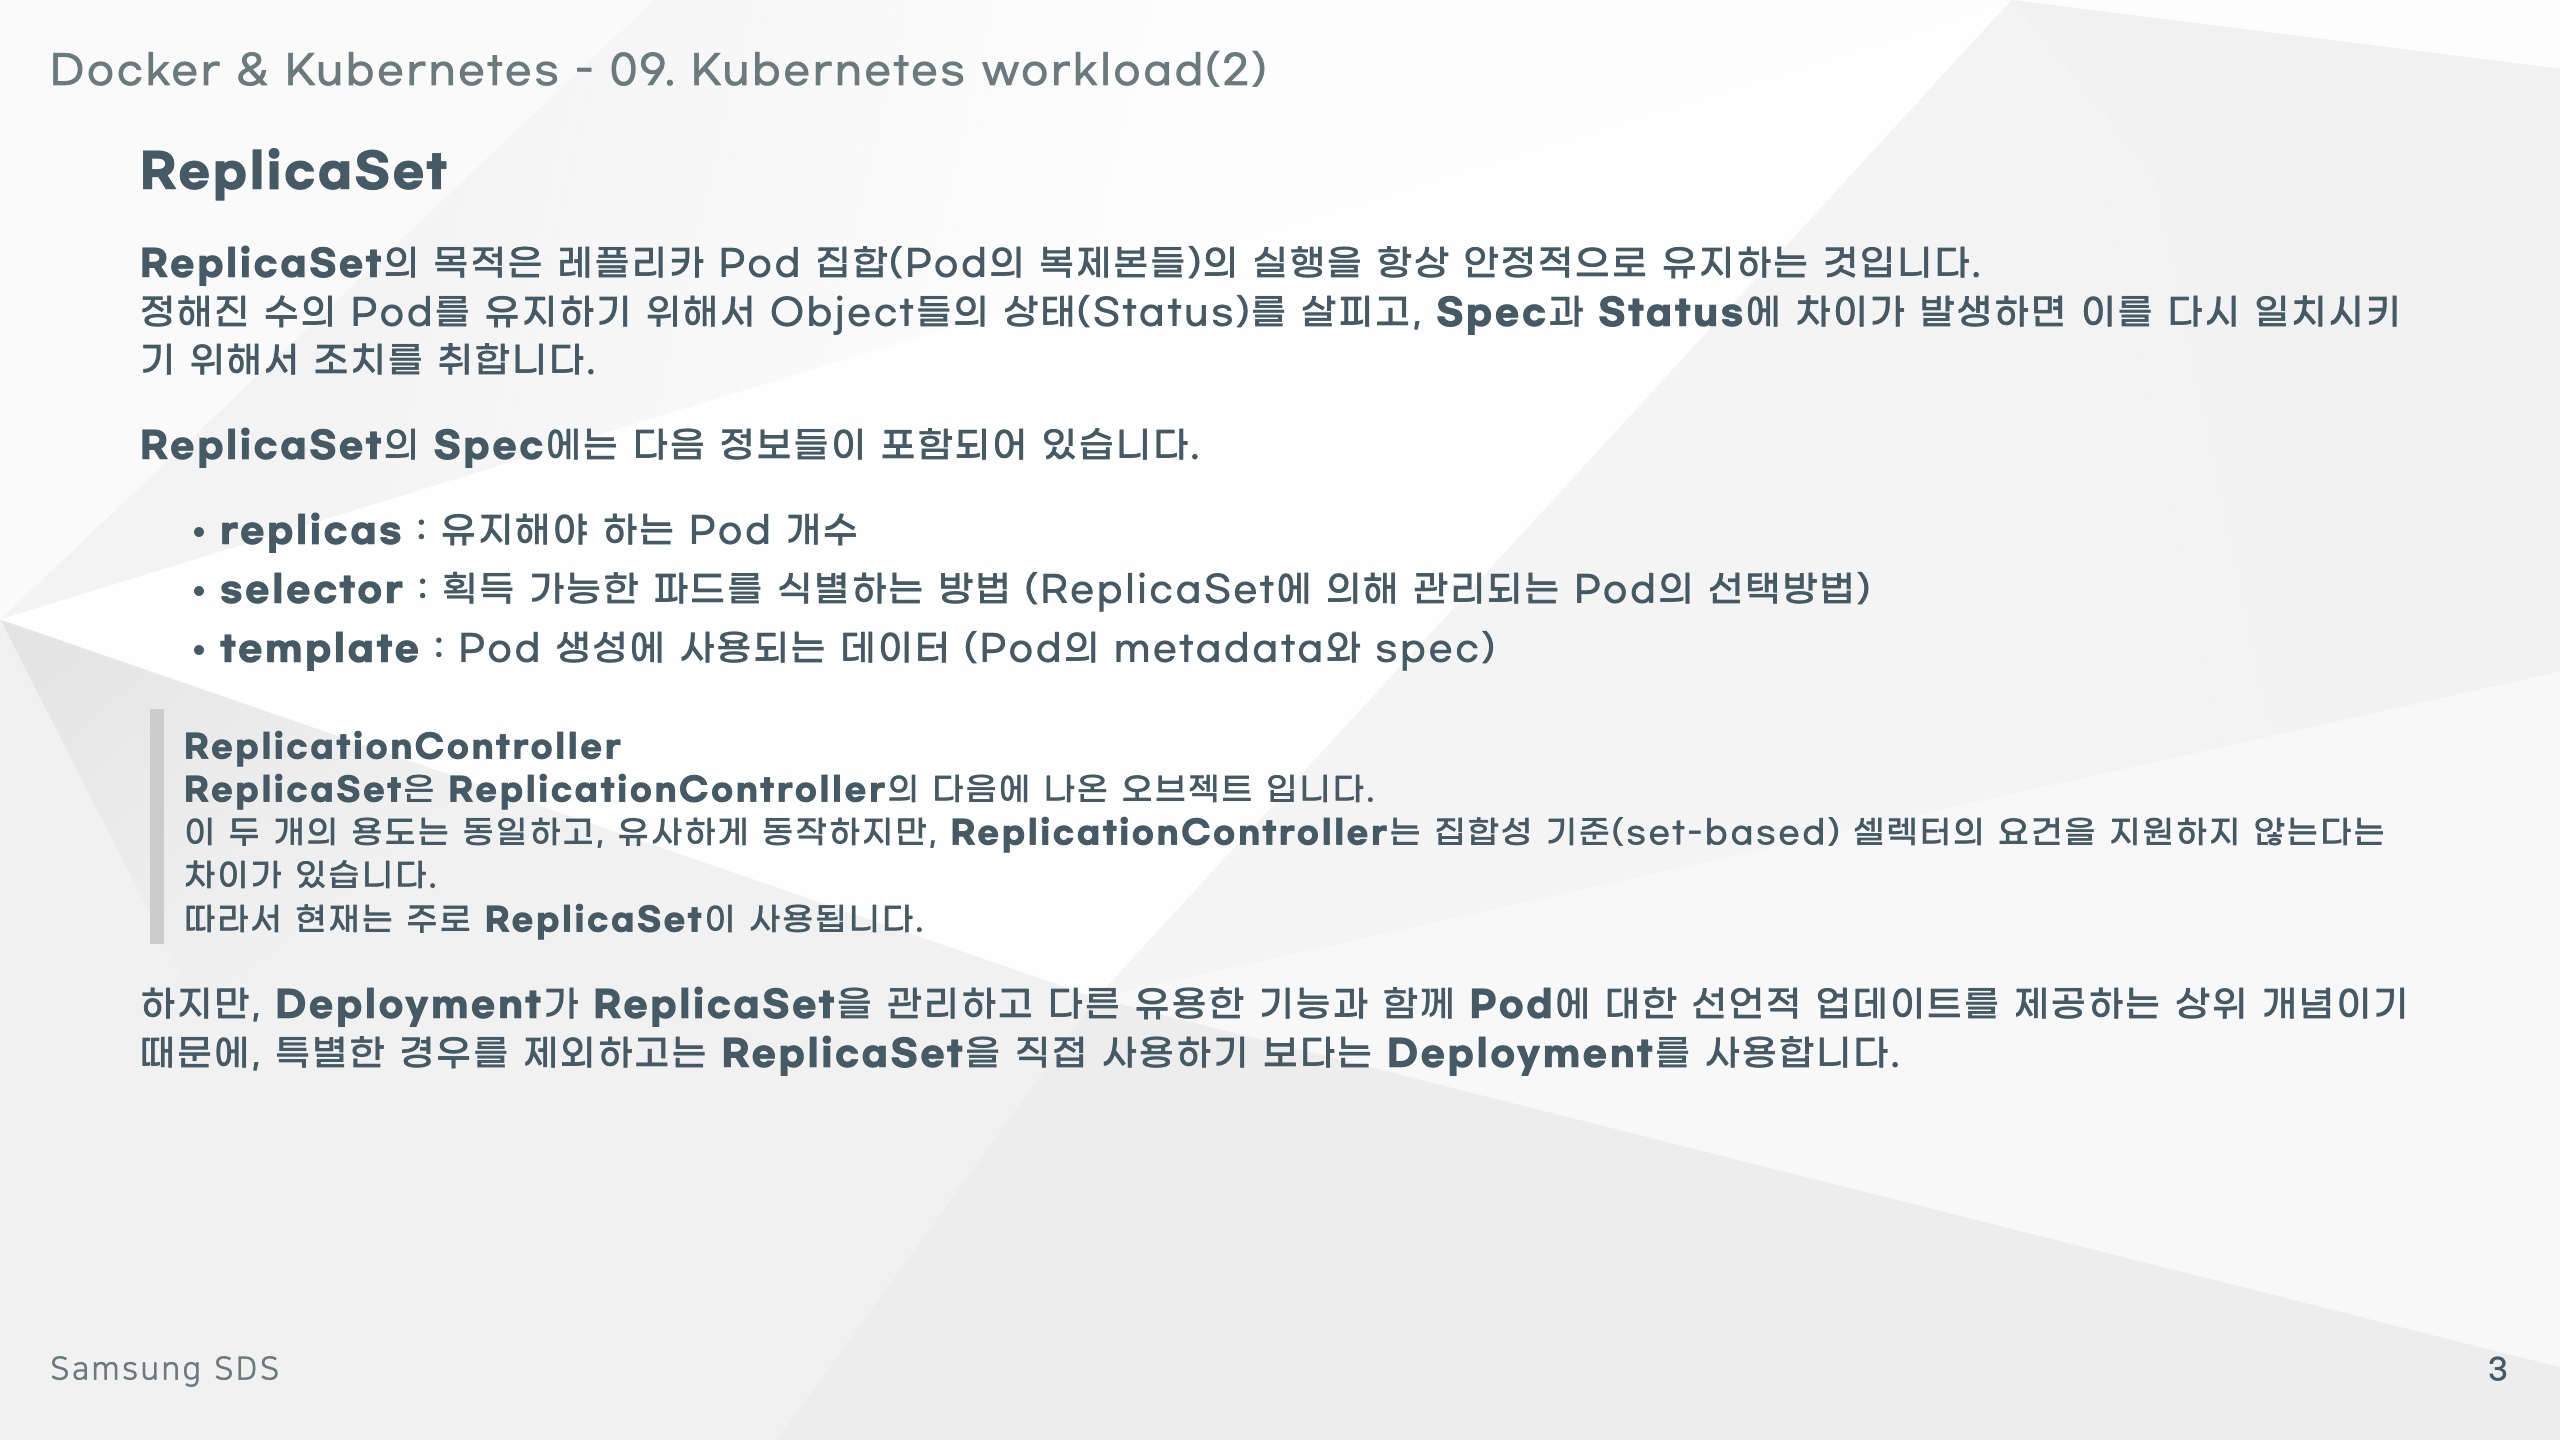 Docker & Kubernetes - 09. Kubernetes workload(2)
ReplicaSet
ReplicaSet의 목적은 레플리카 Pod 집합(Pod의 복제본들)의 실행을 항상 안정적으로 유지하는 것입니다.
정해진 수의 Pod를 유지하기 위해서 Object들의 상태(Status)를 살피고, Spec과 Status에 차이가 발생하면 이를 다시 일치시키
기 위해서 조치를 취합니다.
ReplicaSet의 Spec에는 다음 정보들이 포함되어 있습니다.
• replicas : 유지해야 하는 Pod 개수
• selector : 획득 가능한 파드를 식별하는 방법 (ReplicaSet에 의해 관리되는 Pod의 선택방법)
• template : Pod 생성에 사용되는 데이터 (Pod의 metadata와 spec)
ReplicationController
ReplicaSet은 ReplicationController의 다음에 나온 오브젝트 입니다.
이 두 개의 용도는 동일하고, 유사하게 동작하지만, ReplicationController는 집합성 기준(set-based) 셀렉터의 요건을 지원하지 않는다는
차이가 있습니다.
따라서 현재는 주로 ReplicaSet이 사용됩니다.
하지만, Deployment가 ReplicaSet을 관리하고 다른 유용한 기능과 함께 Pod에 대한 선언적 업데이트를 제공하는 상위 개념이기
때문에, 특별한 경우를 제외하고는 ReplicaSet을 직접 사용하기 보다는 Deployment를 사용합니다.
Samsung SDS
3